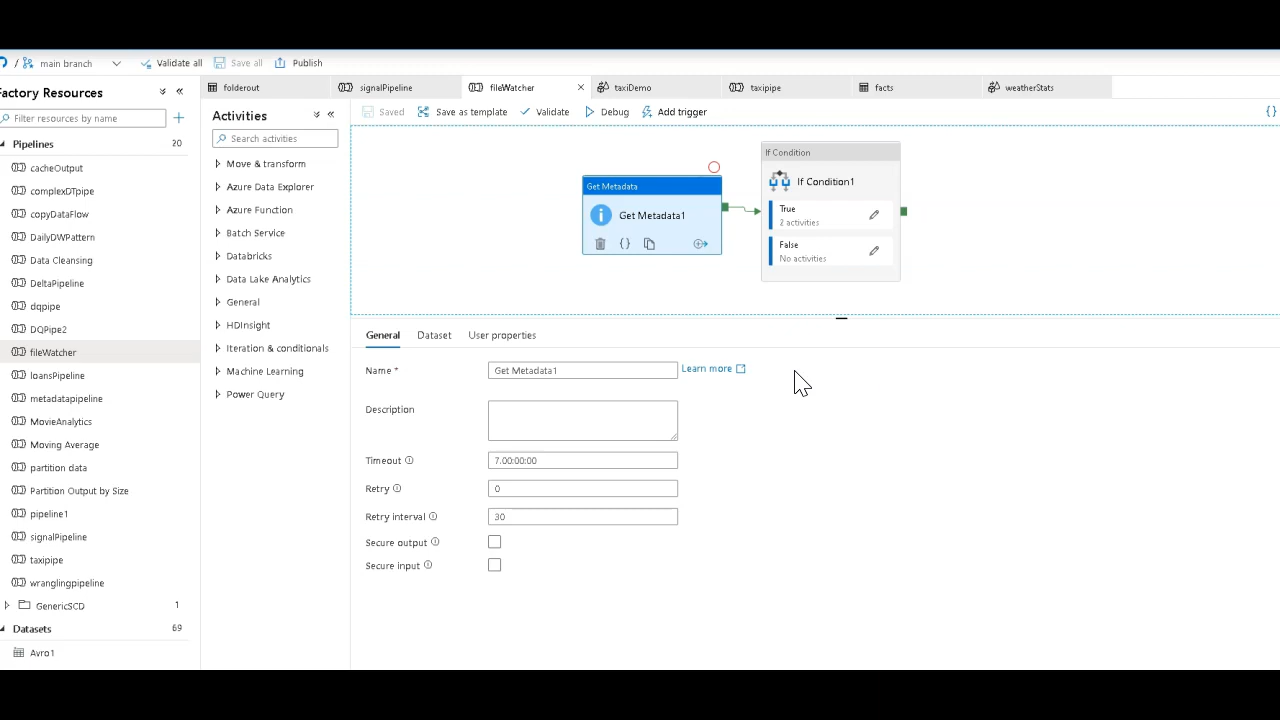 / main branch Validate all Save all Publish
Factory Resources
Filter resources by name
Pipelines 20
cacheOutput
complexDTpipe
copyDataFlow
DailyDWPattern
Data Cleansing
DeltaPipeline
dqpipe
DQPipe2
fileWatcher
loansPipeline
metadatapipeline
MovieAnalytics
Moving Average
partition data
Partition Output by Size
pipeline1
signalPipeline
taxipipe
wranglingpipeline
GenericSCD 1
Datasets 69
Avro1
folderout signalPipeline fileWatcher taxiDemo taxipipe facts weatherStats
Activities
Search activities
Move & transform
Azure Data Explorer
Azure Function
Batch Service
Databricks
Data Lake Analytics
General
HDInsight
Iteration & conditionals
Machine Learning
Power Query
Saved Save as template Validate Debug Add trigger {}
Get Metadata
Get Metadata1
{}
If Condition
If Condition1
True
2 activities
False
No activities
General Dataset User properties
Name * Get Metadata1 Learn more
Description
Timeout 7.00:00:00
Retry 0
Retry interval 30
Secure output
Secure input